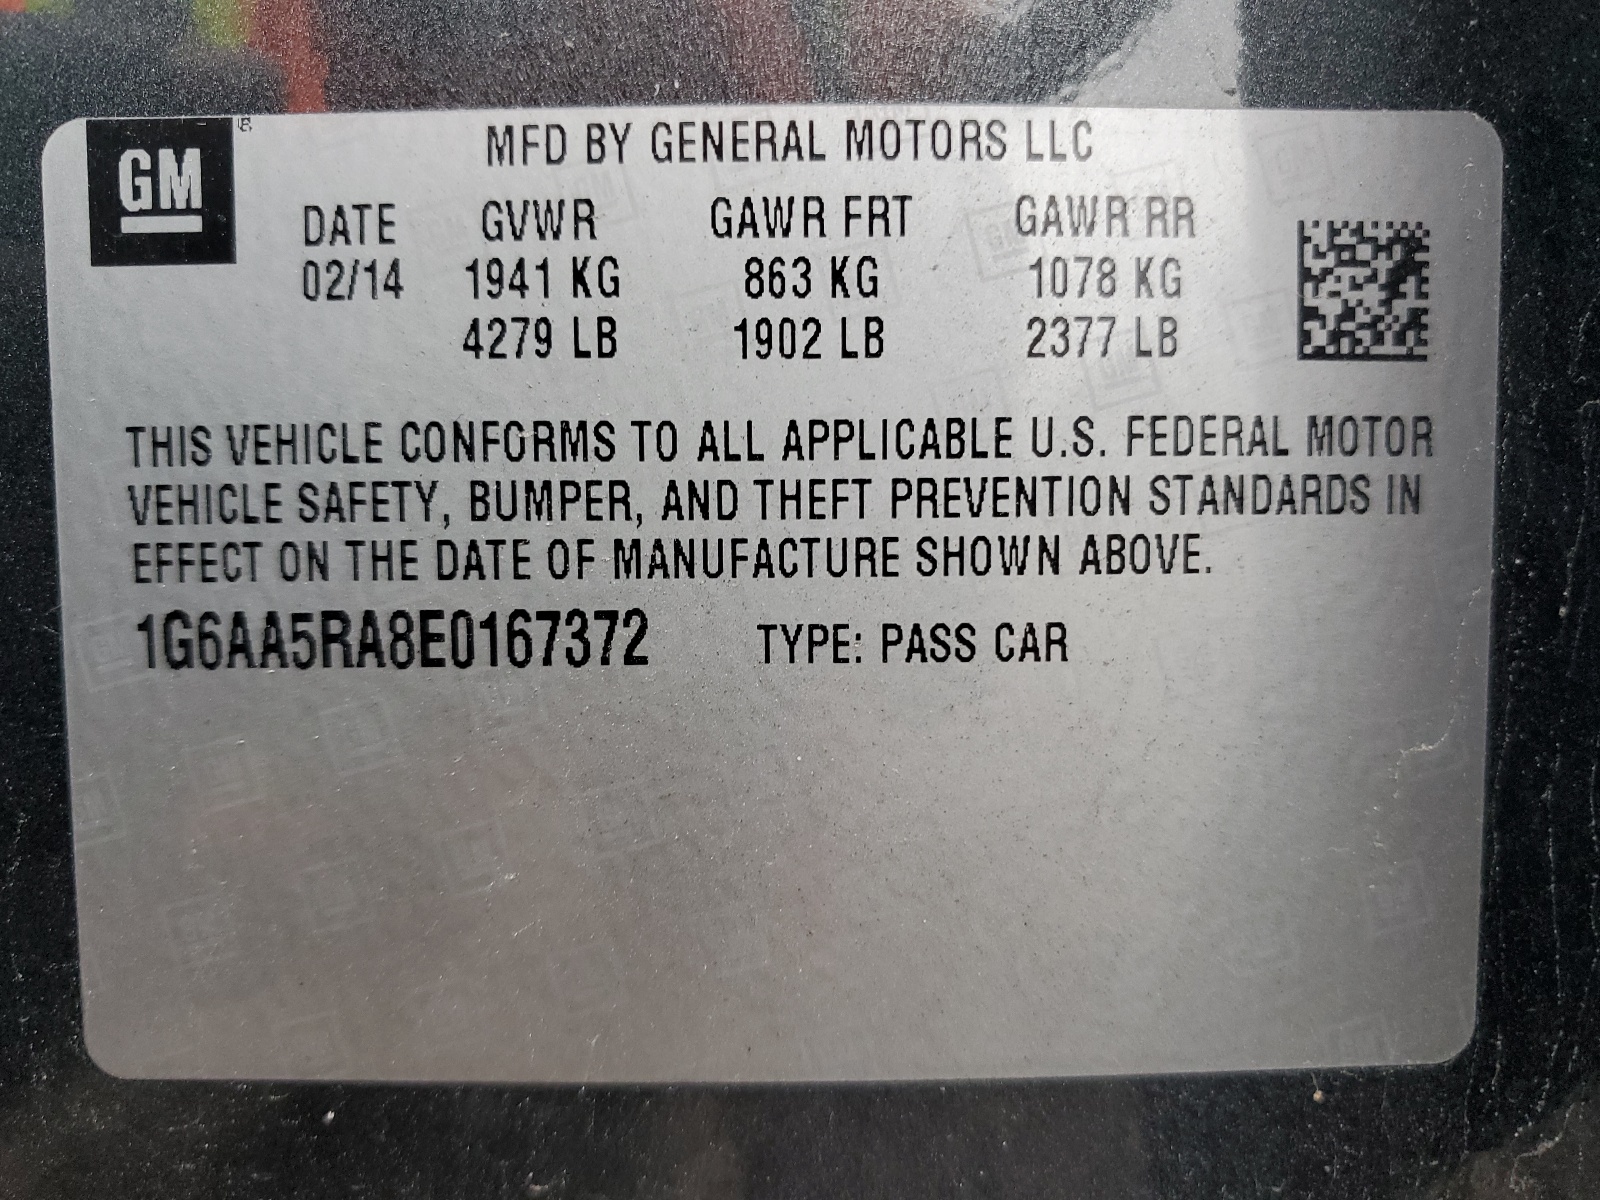 GM
MFD BY GENERAL MOTORS LLC
DATE GVWR GAWR FRT GAWR RR
02/14 1941 KG 863 KG 1078 KG
4279 LB 1902 LB 2377 LB
THIS VEHICLE CONFORMS TO ALL APPLICABLE U.S. FEDERAL MOTOR
VEHICLE SAFETY, BUMPER, AND THEFT PREVENTION STANDARDS IN
EFFECT ON THE DATE OF MANUFACTURE SHOWN ABOVE.
1G6AA5RA8E0167372 TYPE: PASS CAR